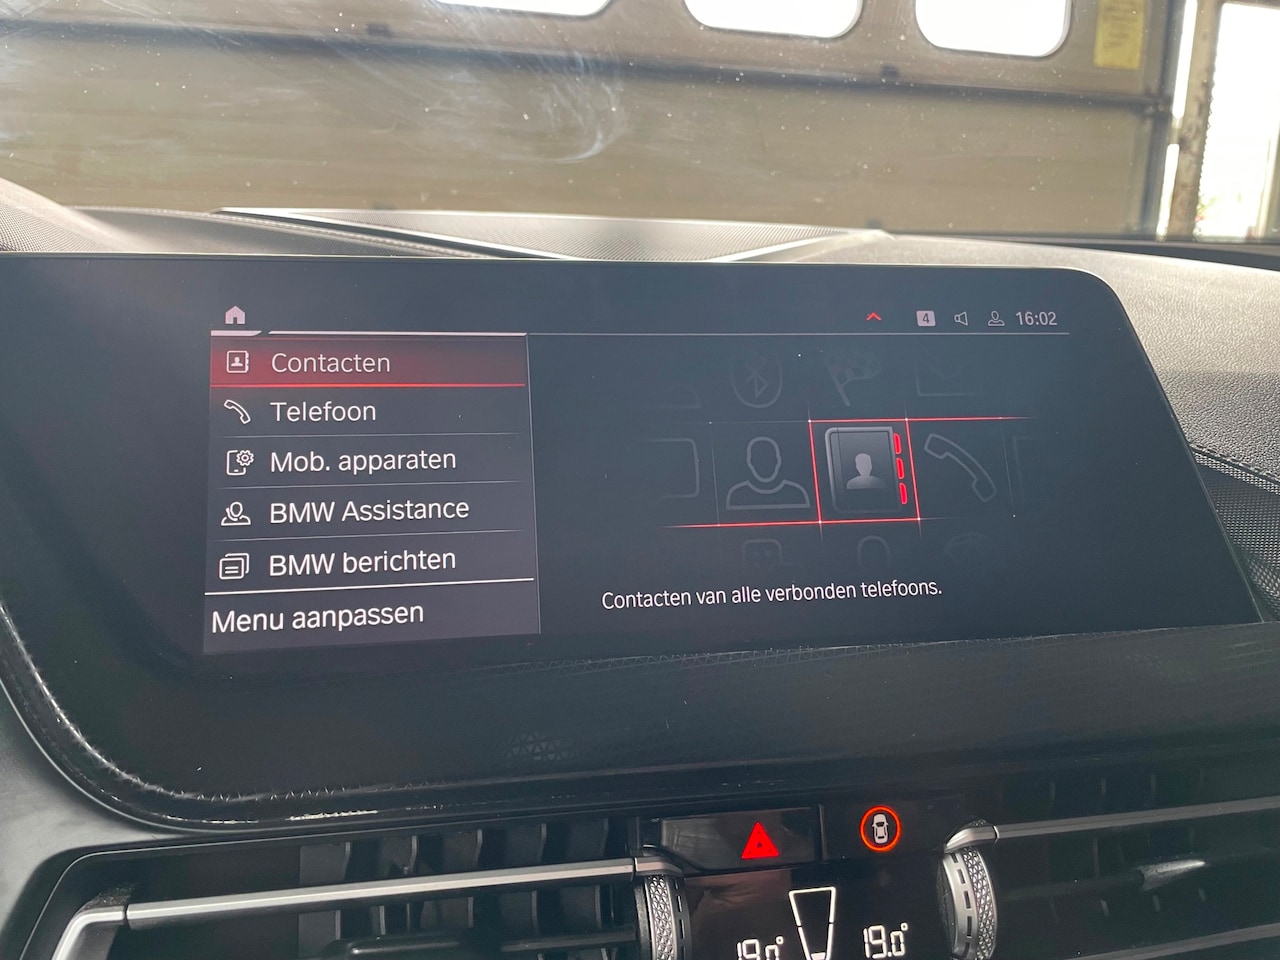 4 16:02
Contacten
Telefoon
Mob. apparaten
BMW Assistance
BMW berichten
Menu aanpassen
Contacten van alle verbonden telefoons.
19.0° 19.0°